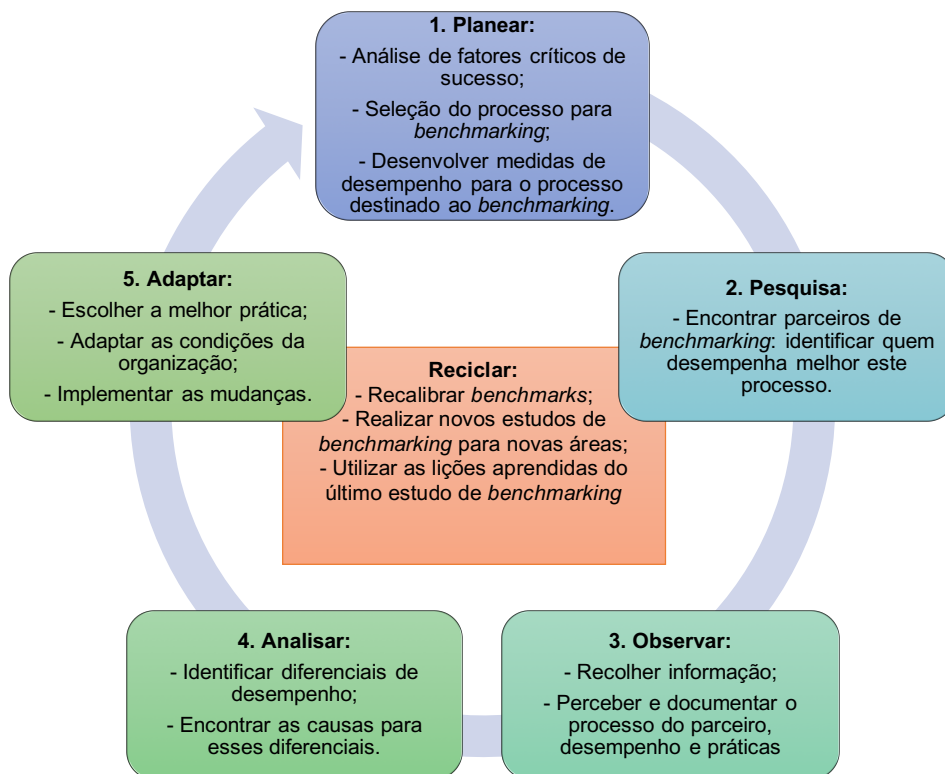 1. Planear:
- Análise de fatores críticos de
sucesso;
- Seleção do processo para
benchmarking;
- Desenvolver medidas de
desempenho para o processo
destinado ao benchmarking.
2. Pesquisa:
- Encontrar parceiros de
benchmarking: identificar quem
desempenha melhor este
processo.
3. Observar:
- Recolher informação;
- Perceber e documentar o
processo do parceiro,
desempenho e práticas
4. Analisar:
- Identificar diferenciais de
desempenho;
- Encontrar as causas para
esses diferenciais.
5. Adaptar:
- Escolher a melhor prática;
- Adaptar as condições da
organização;
- Implementar as mudanças.
Reciclar:
- Recalibrar benchmarks;
- Realizar novos estudos de
benchmarking para novas áreas;
- Utilizar as lições aprendidas do
último estudo de benchmarking